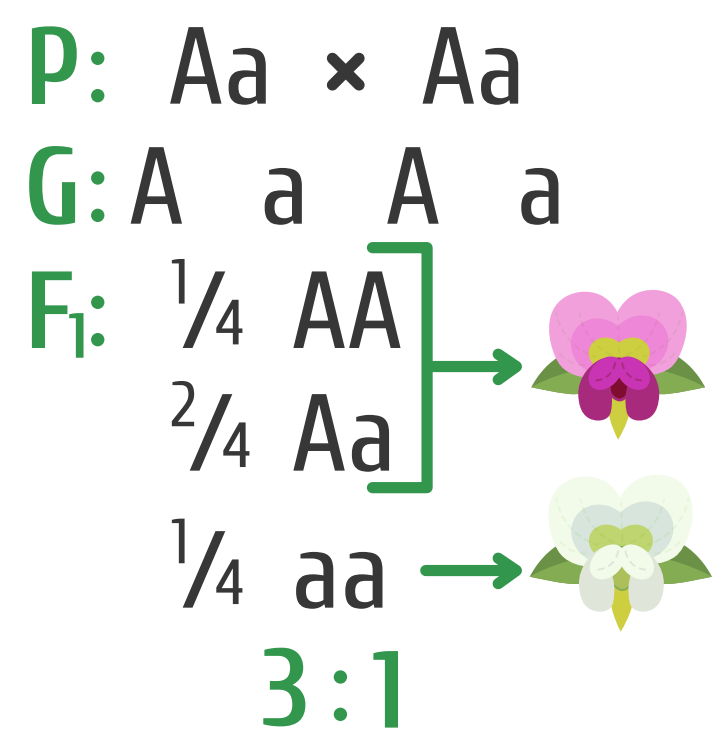 P: Aa × Aa
G: A a A a
F₁: ¹⁄₄ AA
²⁄₄ Aa
¹⁄₄ aa
3:1